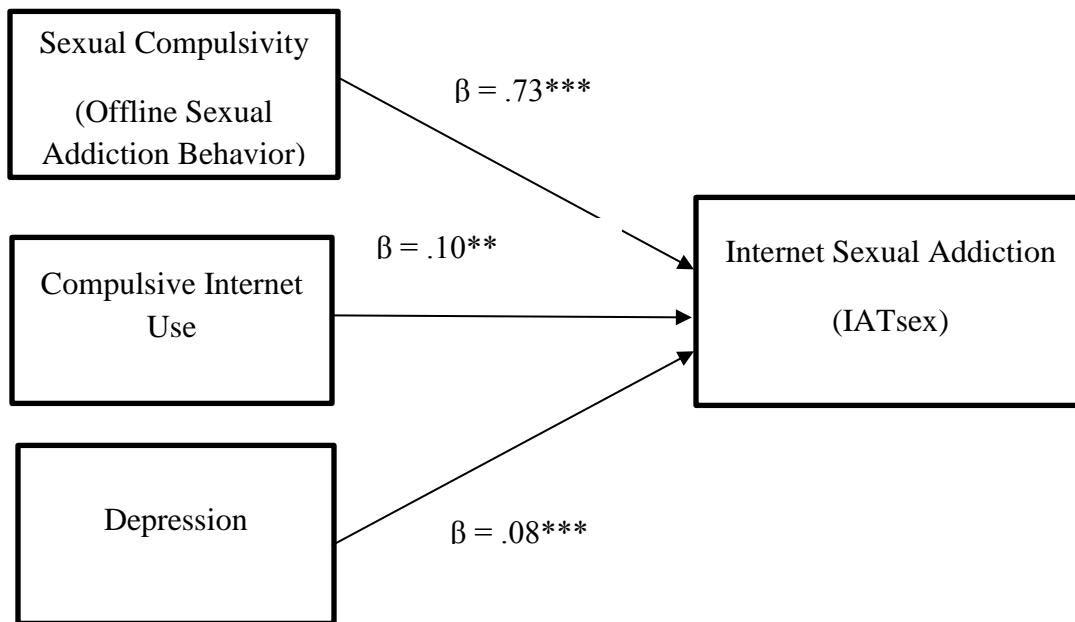 Sexual Compulsivity
(Offline Sexual
Addiction Behavior)
β = .73***
Compulsive Internet
Use
β = .10**
Depression
β = .08***
Internet Sexual Addiction
(IATsex)